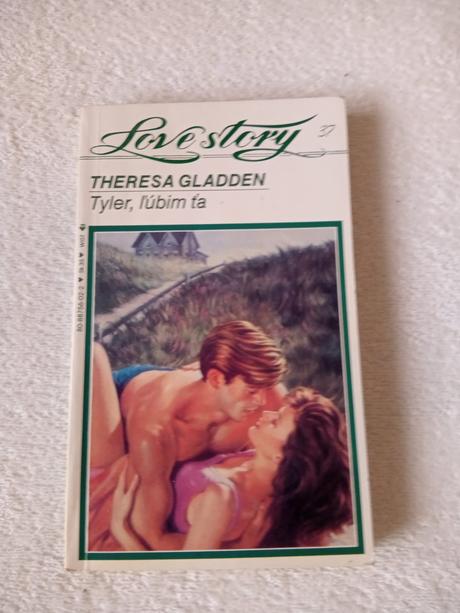 Love story
37
THERESA GLADDEN
Tyler, ľúbim ťa